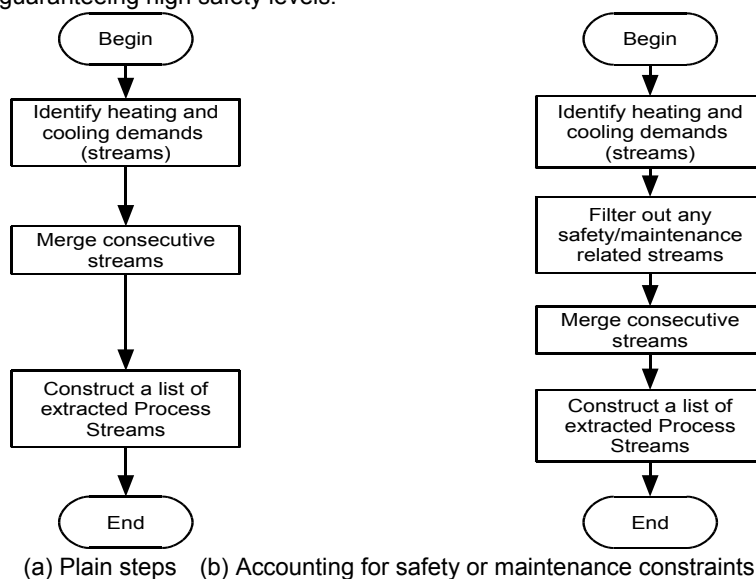 guaranteeing high safety levels.
Begin
Identify heating and
cooling demands
(streams)
Merge consecutive
streams
Construct a list of
extracted Process
Streams
End
Begin
Identify heating and
cooling demands
(streams)
Filter out any
safety/maintenance
related streams
Merge consecutive
streams
Construct a list of
extracted Process
Streams
End
(a) Plain steps (b) Accounting for safety or maintenance constraints